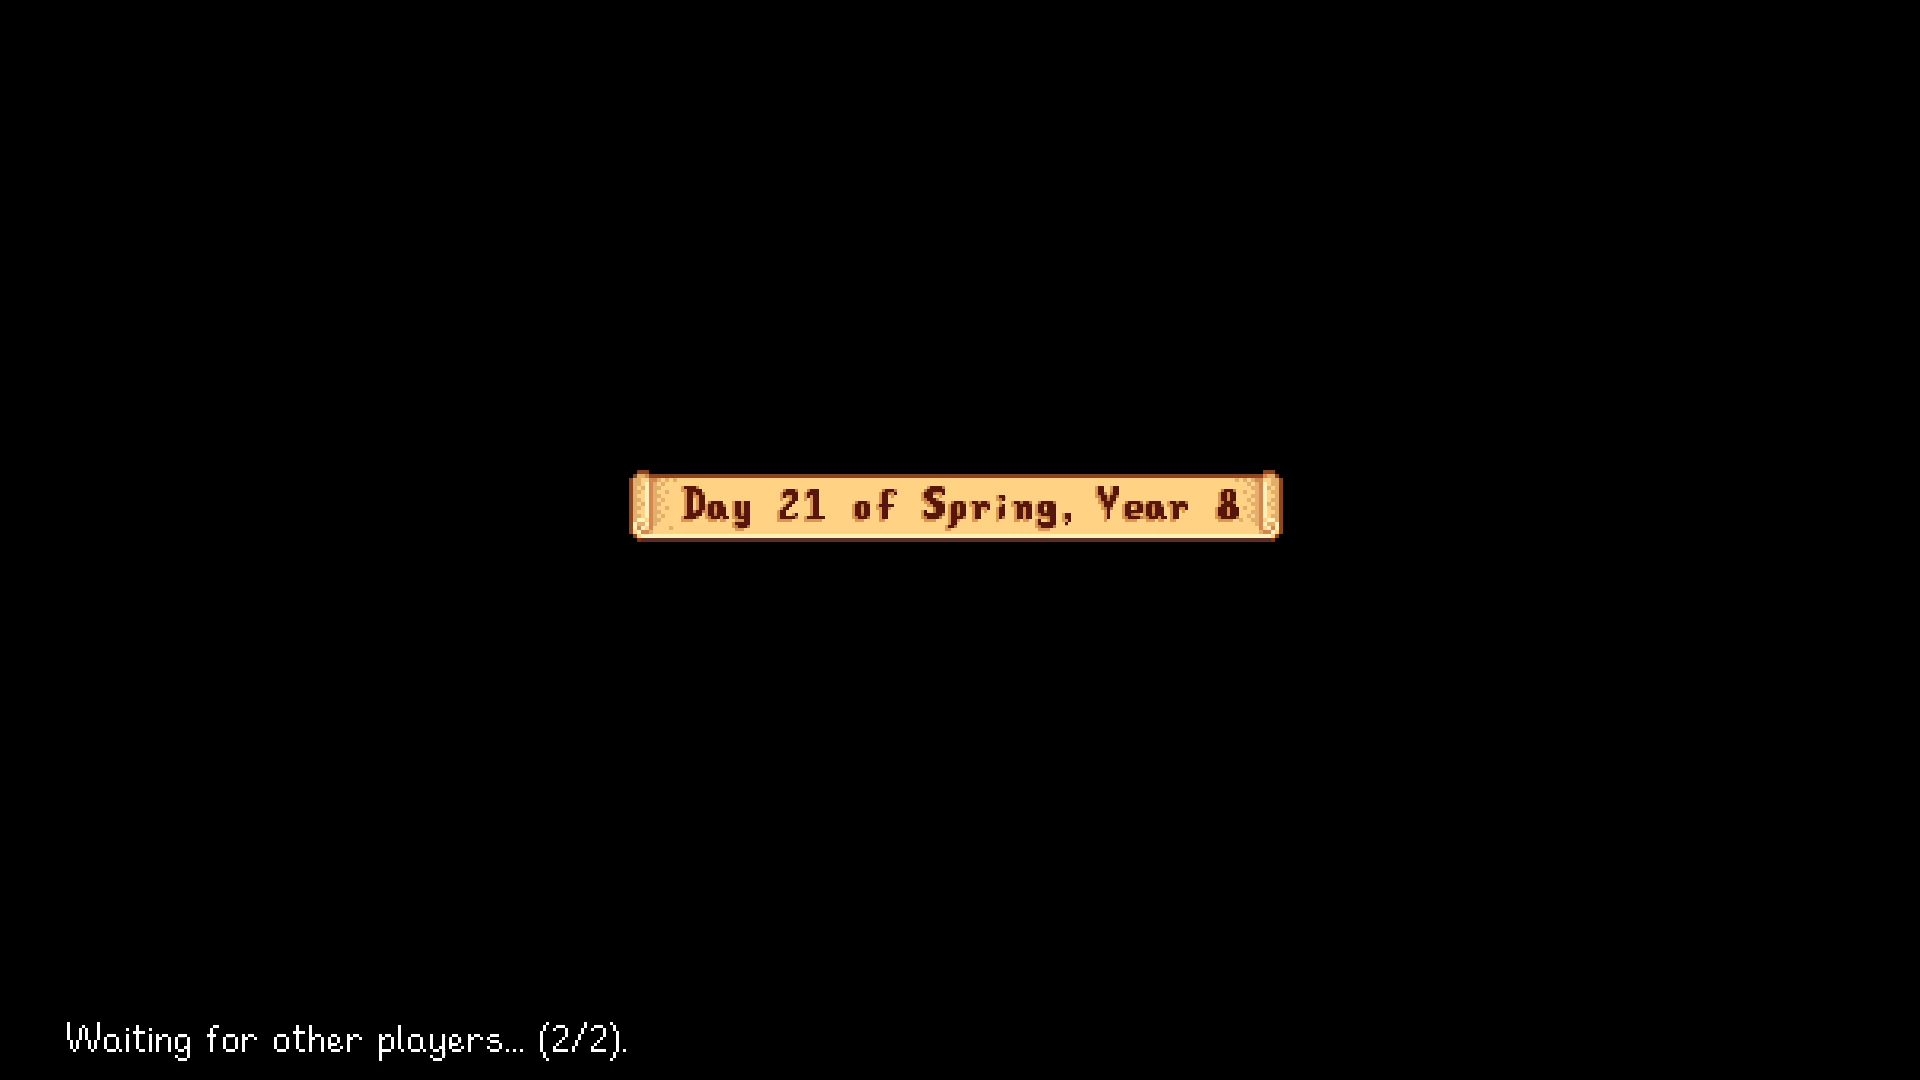 Day 21 of Spring, Year 8
Waiting for other players... (2/2).